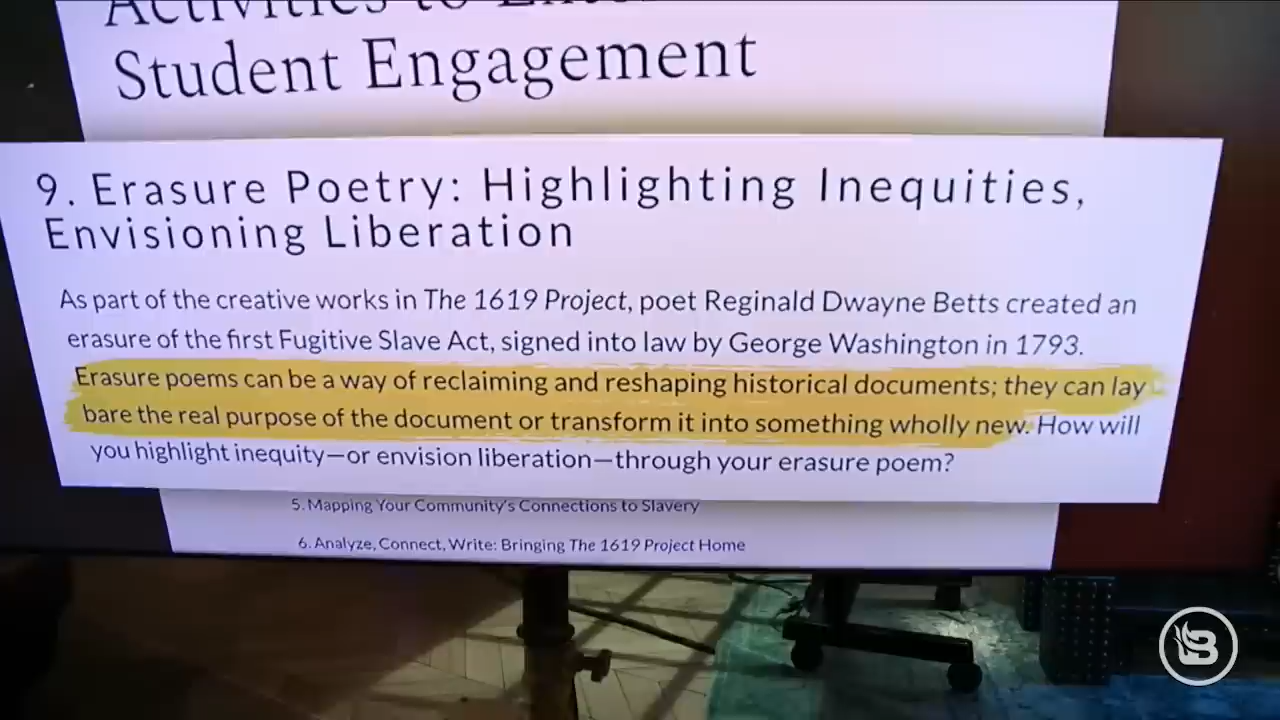 Activities to
Student Engagement
9. Erasure Poetry: Highlighting Inequities,
Envisioning Liberation
As part of the creative works in The 1619 Project, poet Reginald Dwayne Betts created an
erasure of the first Fugitive Slave Act, signed into law by George Washington in 1793.
Erasure poems can be a way of reclaiming and reshaping historical documents; they can lay
bare the real purpose of the document or transform it into something wholly new. How will
you highlight inequity—or envision liberation—through your erasure poem?
5. Mapping Your Community's Connections to Slavery
6. Analyze, Connect, Write: Bringing The 1619 Project Home
B